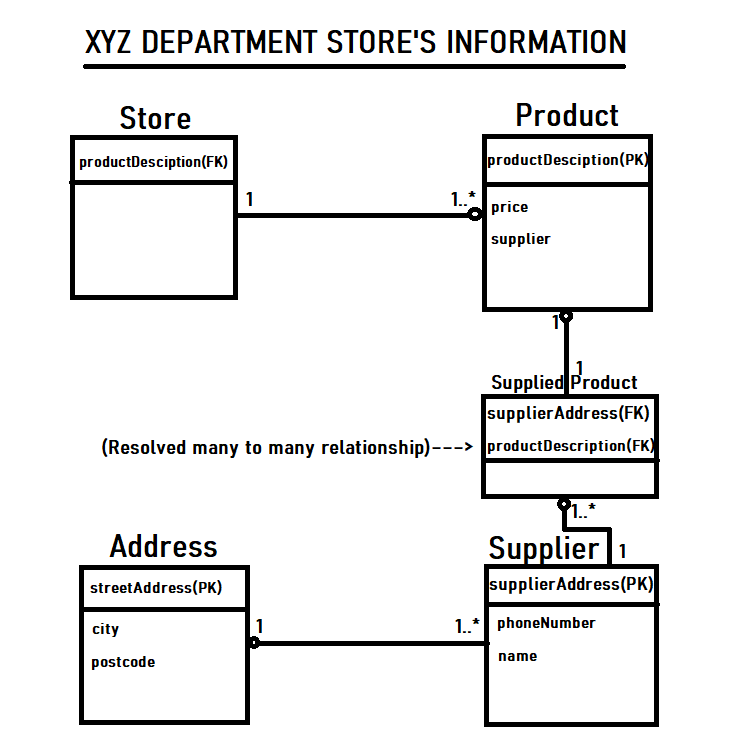 XYZ DEPARTMENT STORE'S INFORMATION
Store
productDesciption(FK)
Product
productDesciption(PK)
price
supplier
1
1..*
1
1
Supplied Product
supplierAddress(FK)
productDescription(FK)
(Resolved many to many relationship)--->
1..*
1
Address
streetAddress(PK)
city
postcode
Supplier
supplierAddress(PK)
phoneNumber
name
1
1..*